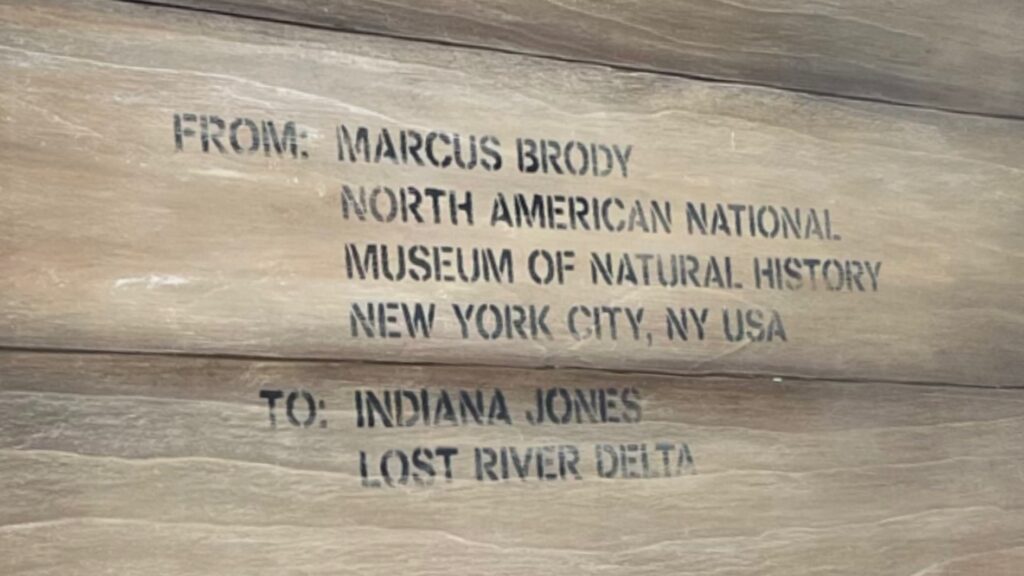 FROM: MARCUS BRODY
NORTH AMERICAN NATIONAL
MUSEUM OF NATURAL HISTORY
NEW YORK CITY, NY USA
TO: INDIANA JONES
LOST RIVER DELTA